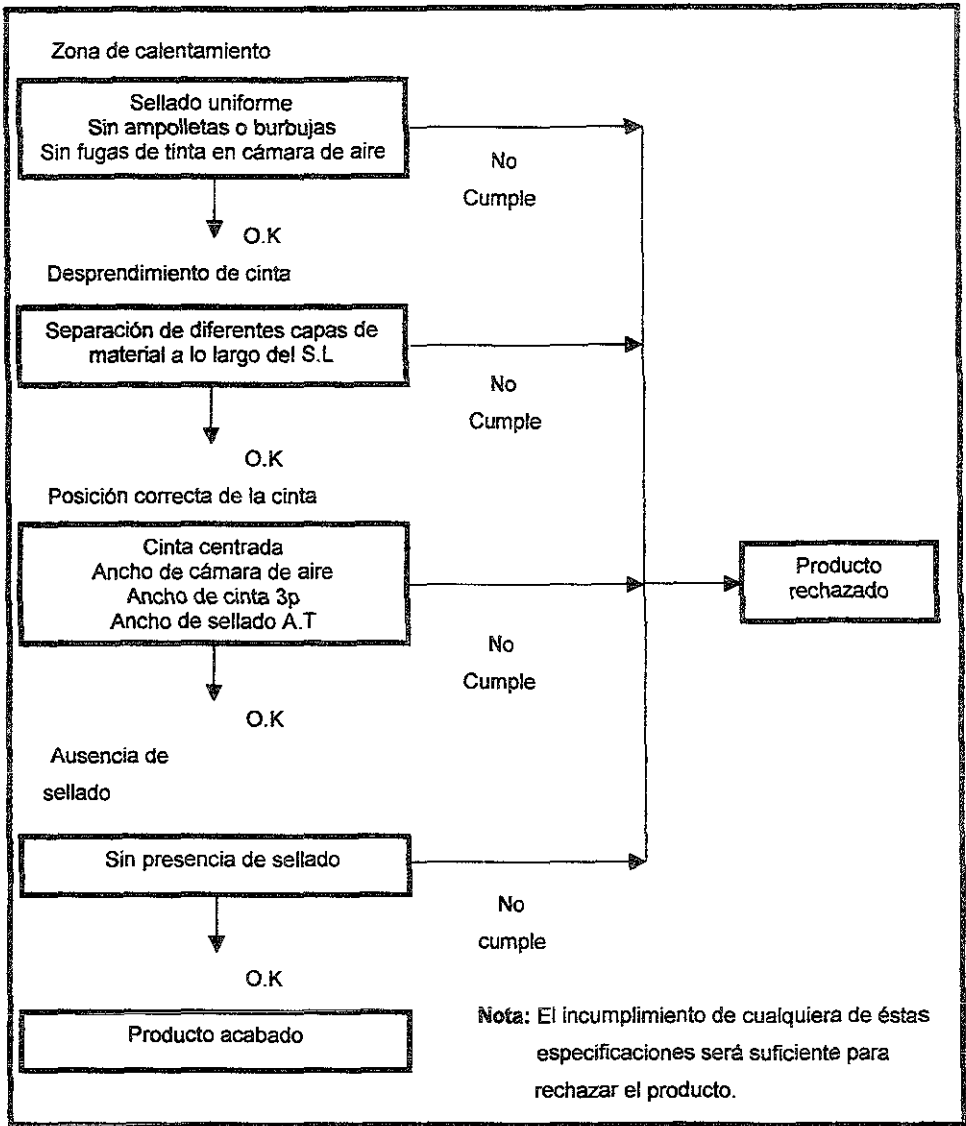 Zona de calentamiento
Sellado uniforme
Sin ampolletas o burbujas
Sin fugas de tinta en cámara de aire
No
Cumple
O.K
Desprendimiento de cinta
Separación de diferentes capas de
material a lo largo del S.L
No
Cumple
O.K
Posición correcta de la cinta
Cinta centrada
Ancho de cámara de aire
Ancho de cinta 3p
Ancho de sellado A.T
Producto
rechazado
No
Cumple
O.K
Ausencia de
sellado
Sin presencia de sellado
No
cumple
O.K
Producto acabado
Nota: El incumplimiento de cualquiera de éstas
especificaciones será suficiente para
rechazar el producto.